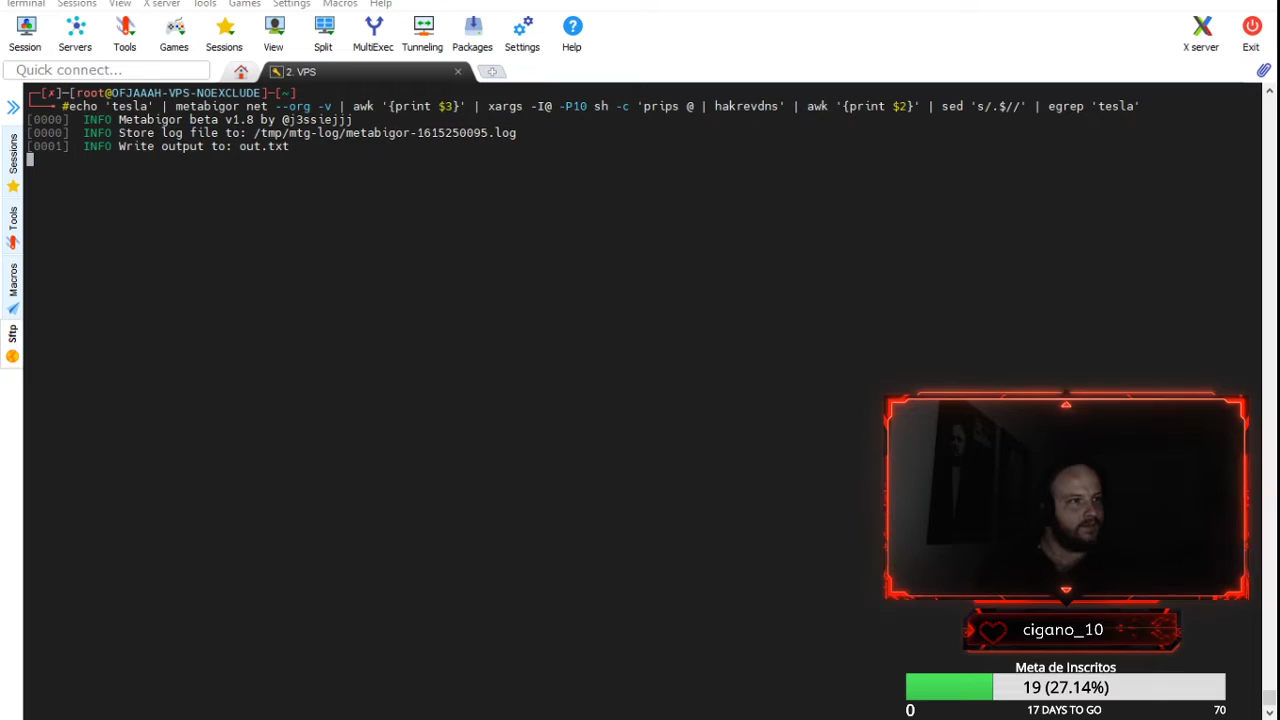 Terminal Sessions View X server Tools Games Settings Macros Help
Session Servers Tools Games Sessions View Split MultiExec Tunneling Packages Settings Help X server Exit
Quick connect... 2. VPS
┌─[✗]─[root@OFJAAAH-VPS-NOEXCLUDE]─[~]
└──╼ #echo 'tesla' | metabigor net --org -v | awk '{print $3}' | xargs -I@ -P10 sh -c 'prips @ | hakrevdns' | awk '{print $2}' | sed 's/.$//' | egrep 'tesla'
[0000] INFO Metabigor beta v1.8 by @j3ssiejjj
[0000] INFO Store log file to: /tmp/mtg-log/metabigor-1615250095.log
[0001] INFO Write output to: out.txt
Sessions
Tools
Macros
Sftp
cigano_10
Meta de Inscritos
19 (27.14%)
0 17 DAYS TO GO 70